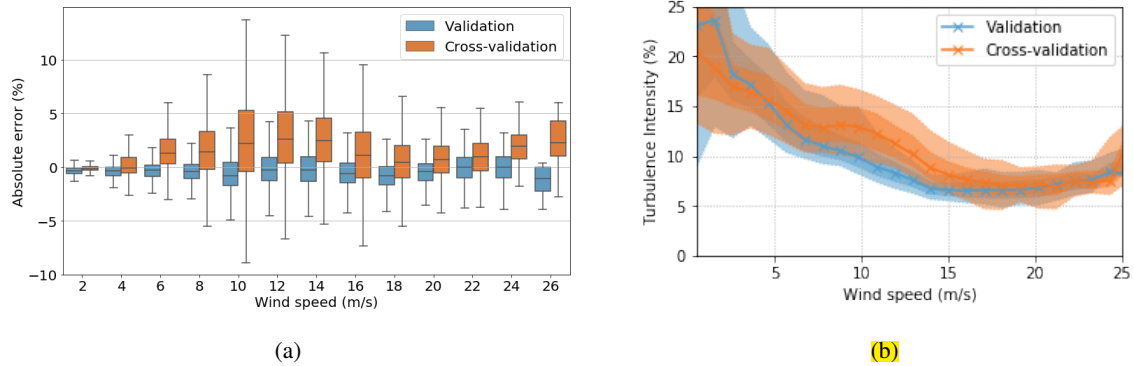 Absolute error (%)
10
5
0
−5
−10
Validation
Cross-validation
2 4 6 8 10 12 14 16 18 20 22 24 26
Wind speed (m/s)
(a)
Turbulence Intensity (%)
25
20
15
10
5
0
Validation
Cross-validation
5 10 15 20 25
Wind speed (m/s)
(b)